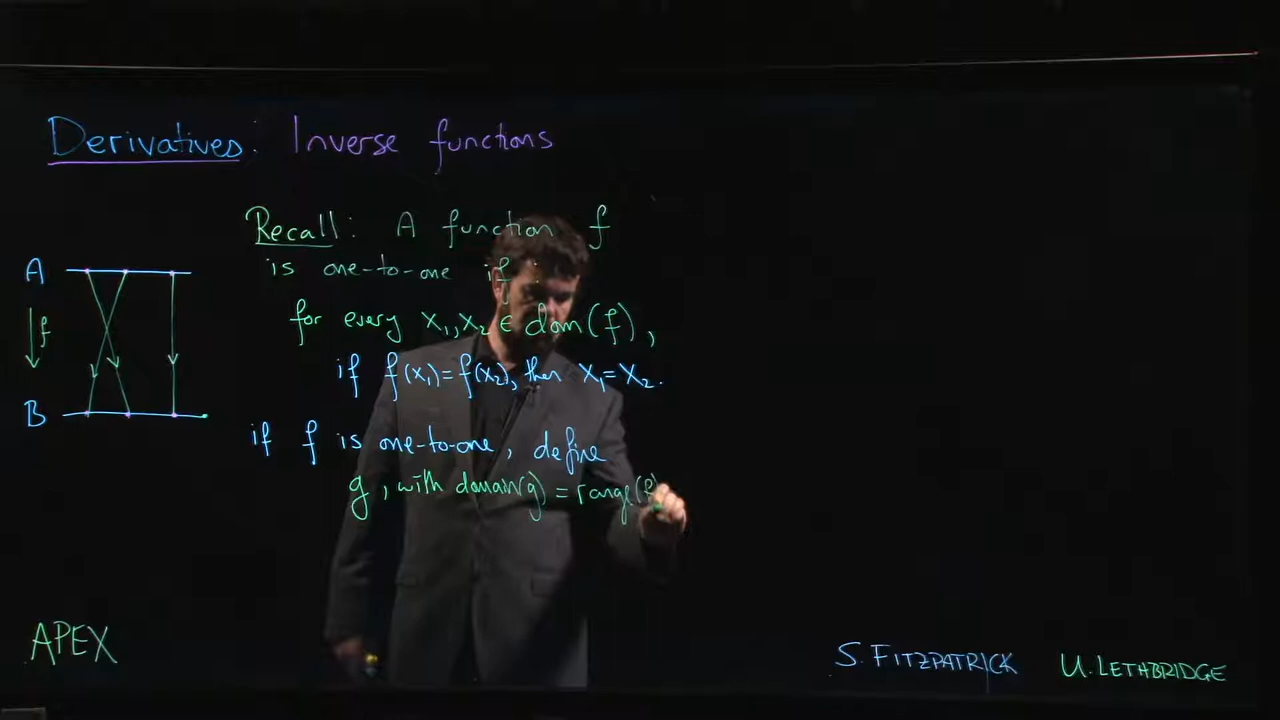 Derivatives: Inverse functions
Recall: A function f
is one-to-one if :
for every x₁,x₂ ∈ dom(f),
if f(x₁)=f(x₂), then x₁=x₂.
if f is one-to-one, define
g, with domain(g) = range(f)
A
f
B
APEX
S. FITZPATRICK U. LETHBRIDGE